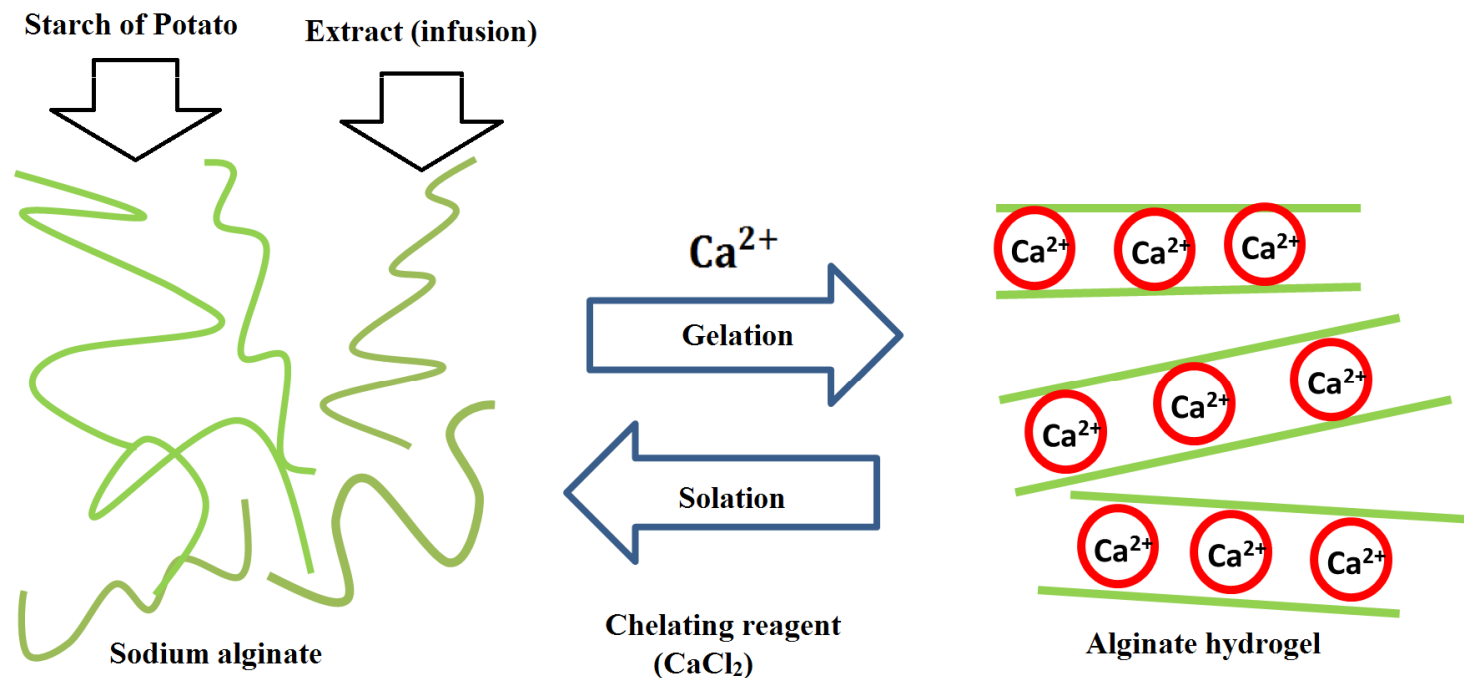 Starch of Potato
Extract (infusion)
Ca²⁺
Gelation
Solation
Chelating reagent
(CaCl₂)
Sodium alginate
Ca²⁺ Ca²⁺ Ca²⁺
Ca²⁺ Ca²⁺ Ca²⁺
Ca²⁺ Ca²⁺ Ca²⁺
Alginate hydrogel